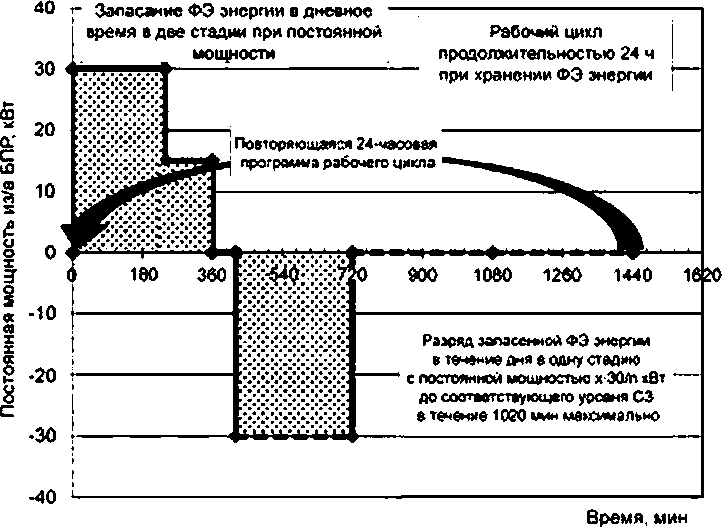 Запасание ФЭ энергии в дневное
время в две стадии при постоянной
мощности
Рабочий цикл
продолжительностью 24 ч
при хранении ФЭ энергии
Повторяющаяся 24-часовая
программа рабочего цикла
Постоянная мощность из/в БПР, кВт
40
30
20
10
0
-10
-20
-30
-40
0 180 360 540 720 900 1080 1260 1440 1620
Разряд запасенной ФЭ энергии
в течение дня в одну стадию
с постоянной мощностью x·30/n кВт
до соответствующего уровня СЗ
в течение 1020 мин максимально
Время, мин